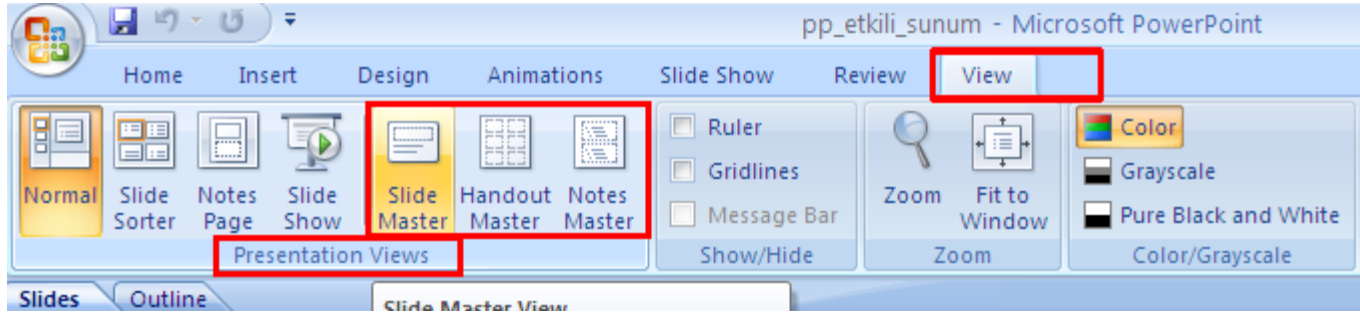 pp_etkili_sunum - Microsoft PowerPoint
Home Insert Design Animations Slide Show Review View
Normal Slide Sorter Notes Page Slide Show Slide Master Handout Master Notes Master
Presentation Views
Ruler
Gridlines
Message Bar
Show/Hide
Zoom Fit to Window
Zoom
Color
Grayscale
Pure Black and White
Color/Grayscale
Slides Outline
Slide Master View